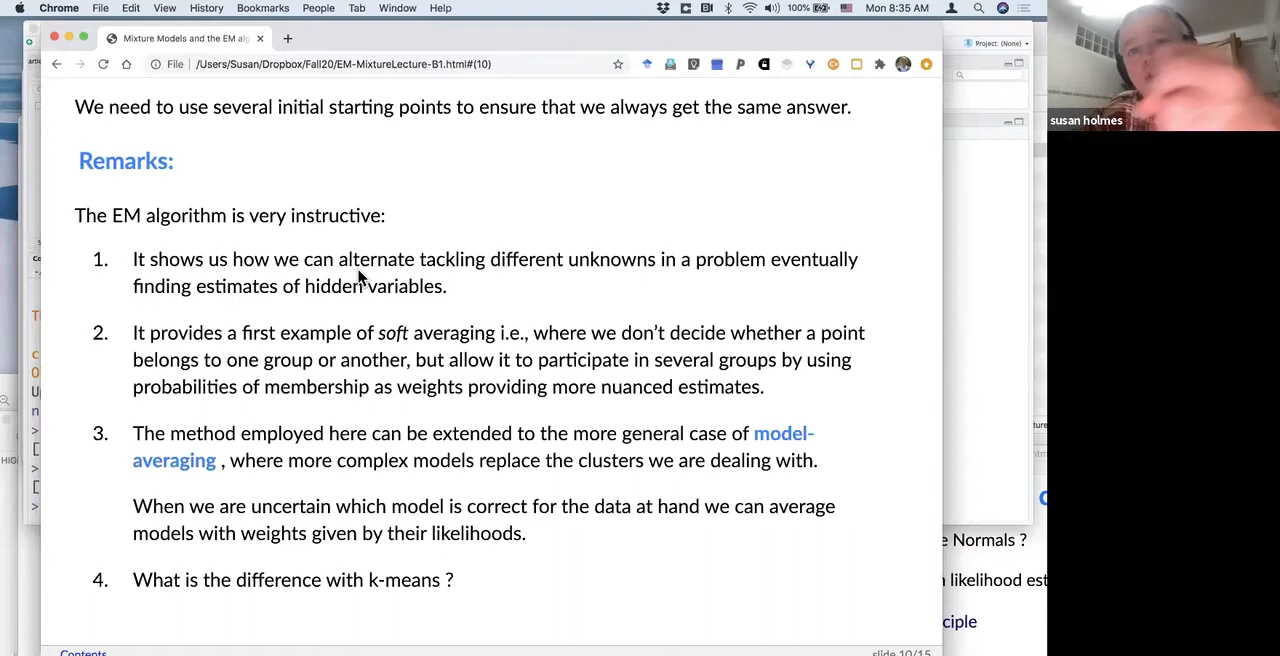 Chrome File Edit View History Bookmarks People Tab Window Help 100% Mon 8:35 AM
Mixture Models and the EM alg
Project: (None)
File /Users/Susan/Dropbox/Fall20/EM-MixtureLecture-B1.html#(10)
We need to use several initial starting points to ensure that we always get the same answer.
susan holmes
Remarks:
The EM algorithm is very instructive:
1. It shows us how we can alternate tackling different unknowns in a problem eventually
finding estimates of hidden variables.
2. It provides a first example of soft averaging i.e., where we don't decide whether a point
belongs to one group or another, but allow it to participate in several groups by using
probabilities of membership as weights providing more nuanced estimates.
3. The method employed here can be extended to the more general case of model-
averaging , where more complex models replace the clusters we are dealing with.
When we are uncertain which model is correct for the data at hand we can average
models with weights given by their likelihoods.
e Normals ?
4. What is the difference with k-means ?
likelihood est
ciple
Contents
slide 10/15